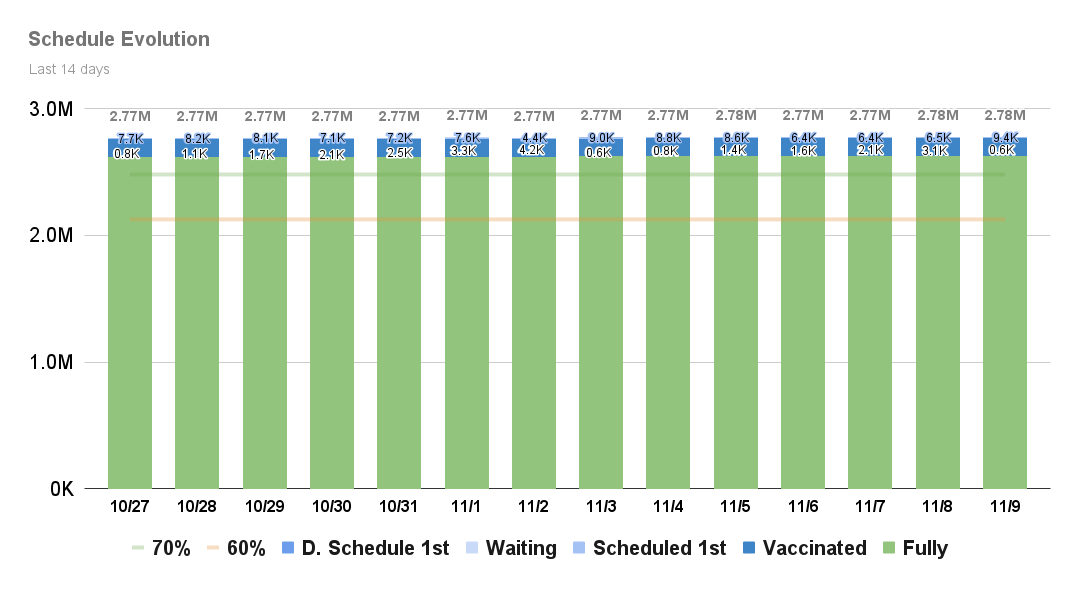 Schedule Evolution
Last 14 days
3.0M
2.77M 2.77M 2.77M 2.77M 2.77M 2.77M 2.77M 2.77M 2.77M 2.78M 2.77M 2.77M 2.78M 2.78M
7.7K 8.2K 8.1K 7.1K 7.2K 7.6K 4.4K 9.0K 8.8K 8.6K 6.4K 6.4K 6.5K 9.4K
0.8K 1.1K 1.7K 2.1K 2.5K 3.3K 4.2K 0.6K 0.8K 1.4K 1.6K 2.1K 3.1K 0.6K
2.0M
1.0M
0K
10/27 10/28 10/29 10/30 10/31 11/1 11/2 11/3 11/4 11/5 11/6 11/7 11/8 11/9
70% 60% D. Schedule 1st Waiting Scheduled 1st Vaccinated Fully